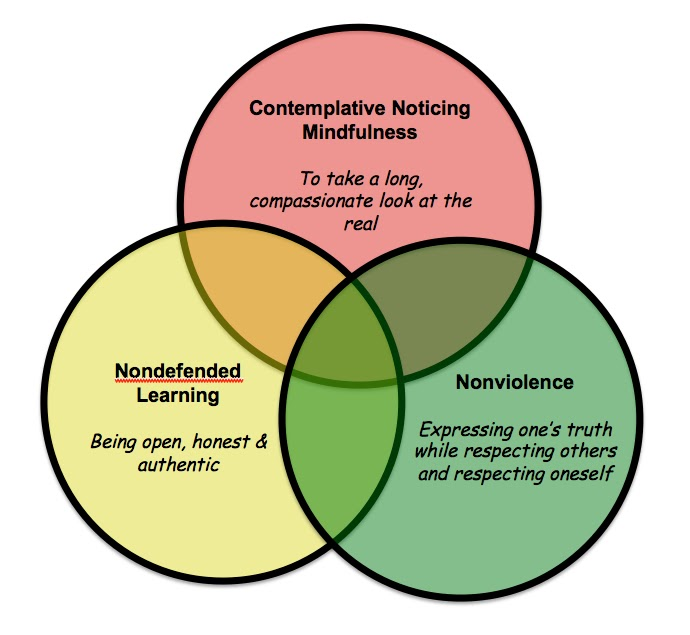 Contemplative Noticing
Mindfulness
To take a long,
compassionate look at the
real
Nondefended
Learning
Being open, honest &
authentic
Nonviolence
Expressing one's truth
while respecting others
and respecting oneself